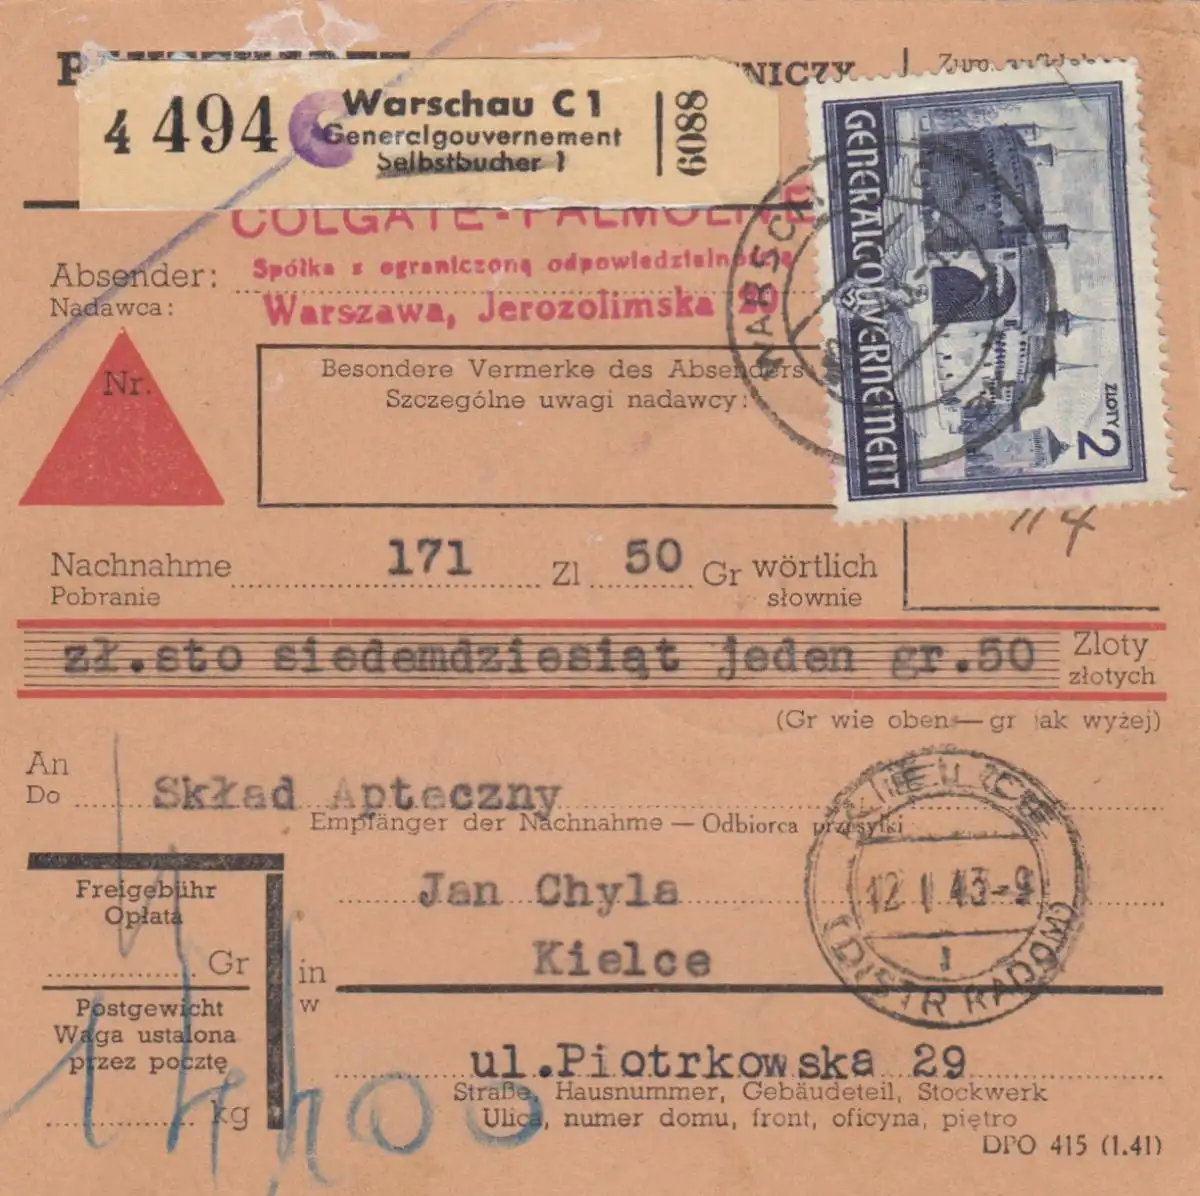 NICZY
4 494
Warschau C 1
Generalgouvernement
Selbstbucher 1
6088
COLGATE-PALMOLIVE
Spółka z ograniczoną odpowiedzialnością
Warszawa, Jerozolimska 29
Absender:
Nadawca:
GENERALGOUVERNEMENT
2 ZŁOTY
WARSCH
Nr.
Besondere Vermerke des Absenders
Szczególne uwagi nadawcy:
Nachnahme 171 Zl 50 Gr wörtlich
Pobranie słownie
zł.sto siedemdziesiąt jeden gr.50 Zloty
złotych
(Gr wie oben—gr jak wyżej)
An
Do Skład Apteczny
Empfänger der Nachnahme — Odbiorca przesyłki
KIELCE
12 I 43-9
1
(DISTR RADOM)
Freigebühr
Opłata
Gr
Jan Chyla
in Kielce
w
Postgewicht
Waga ustalona
przez pocztę
kg
ul.Piotrkowska 29
Straße, Hausnummer, Gebäudeteil, Stockwerk
Ulica, numer domu, front, oficyna, piętro
DPO 415 (1.41)